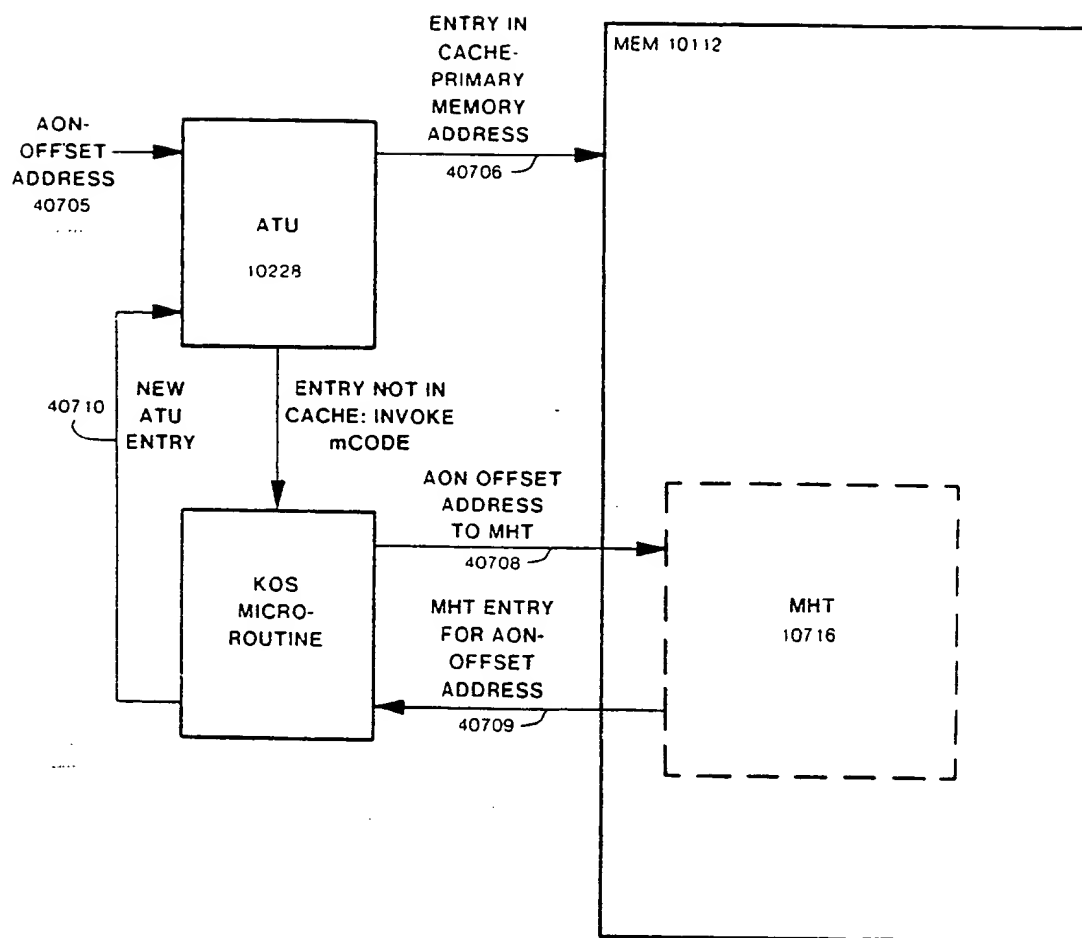 ENTRY IN
CACHE-
PRIMARY
MEMORY
ADDRESS
40706
MEM 10112
AON-
OFFSET
ADDRESS
40705
ATU
10228
40710
NEW
ATU
ENTRY
ENTRY NOT IN
CACHE: INVOKE
mCODE
AON OFFSET
ADDRESS
TO MHT
40708
KOS
MICRO-
ROUTINE
MHT ENTRY
FOR AON-
OFFSET
ADDRESS
40709
MHT
10716